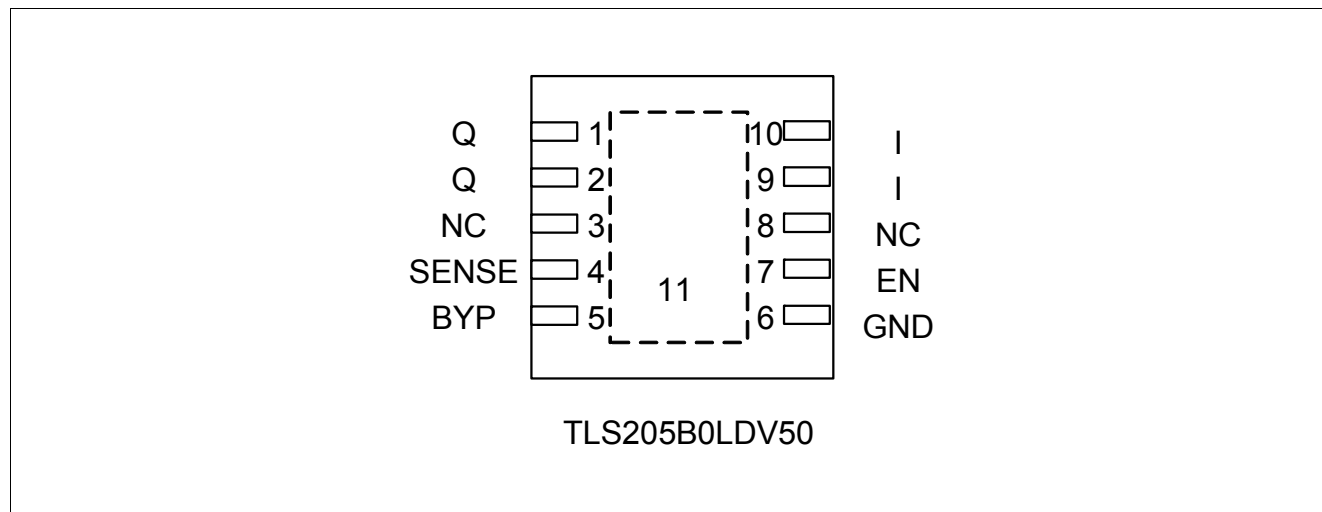 Q 1 10 I
Q 2 9 I
NC 3 8 NC
SENSE 4 7 EN
11
BYP 5 6 GND
TLS205B0LDV50